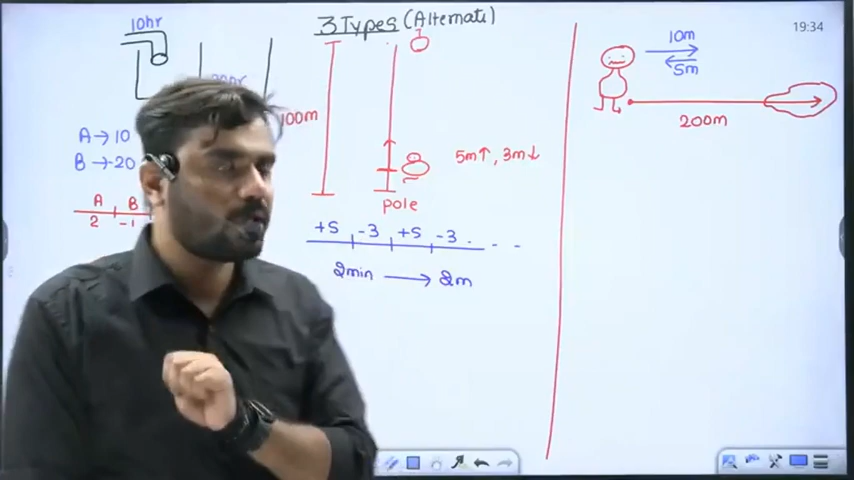 3 Types (Alternate)
19:34
10hr
A → 10
B → -20
A B
2 -1
100m
5m↑, 3m↓
pole
+5 -3 +5 -3 . - -
2min → 2m
10m
5m
200m